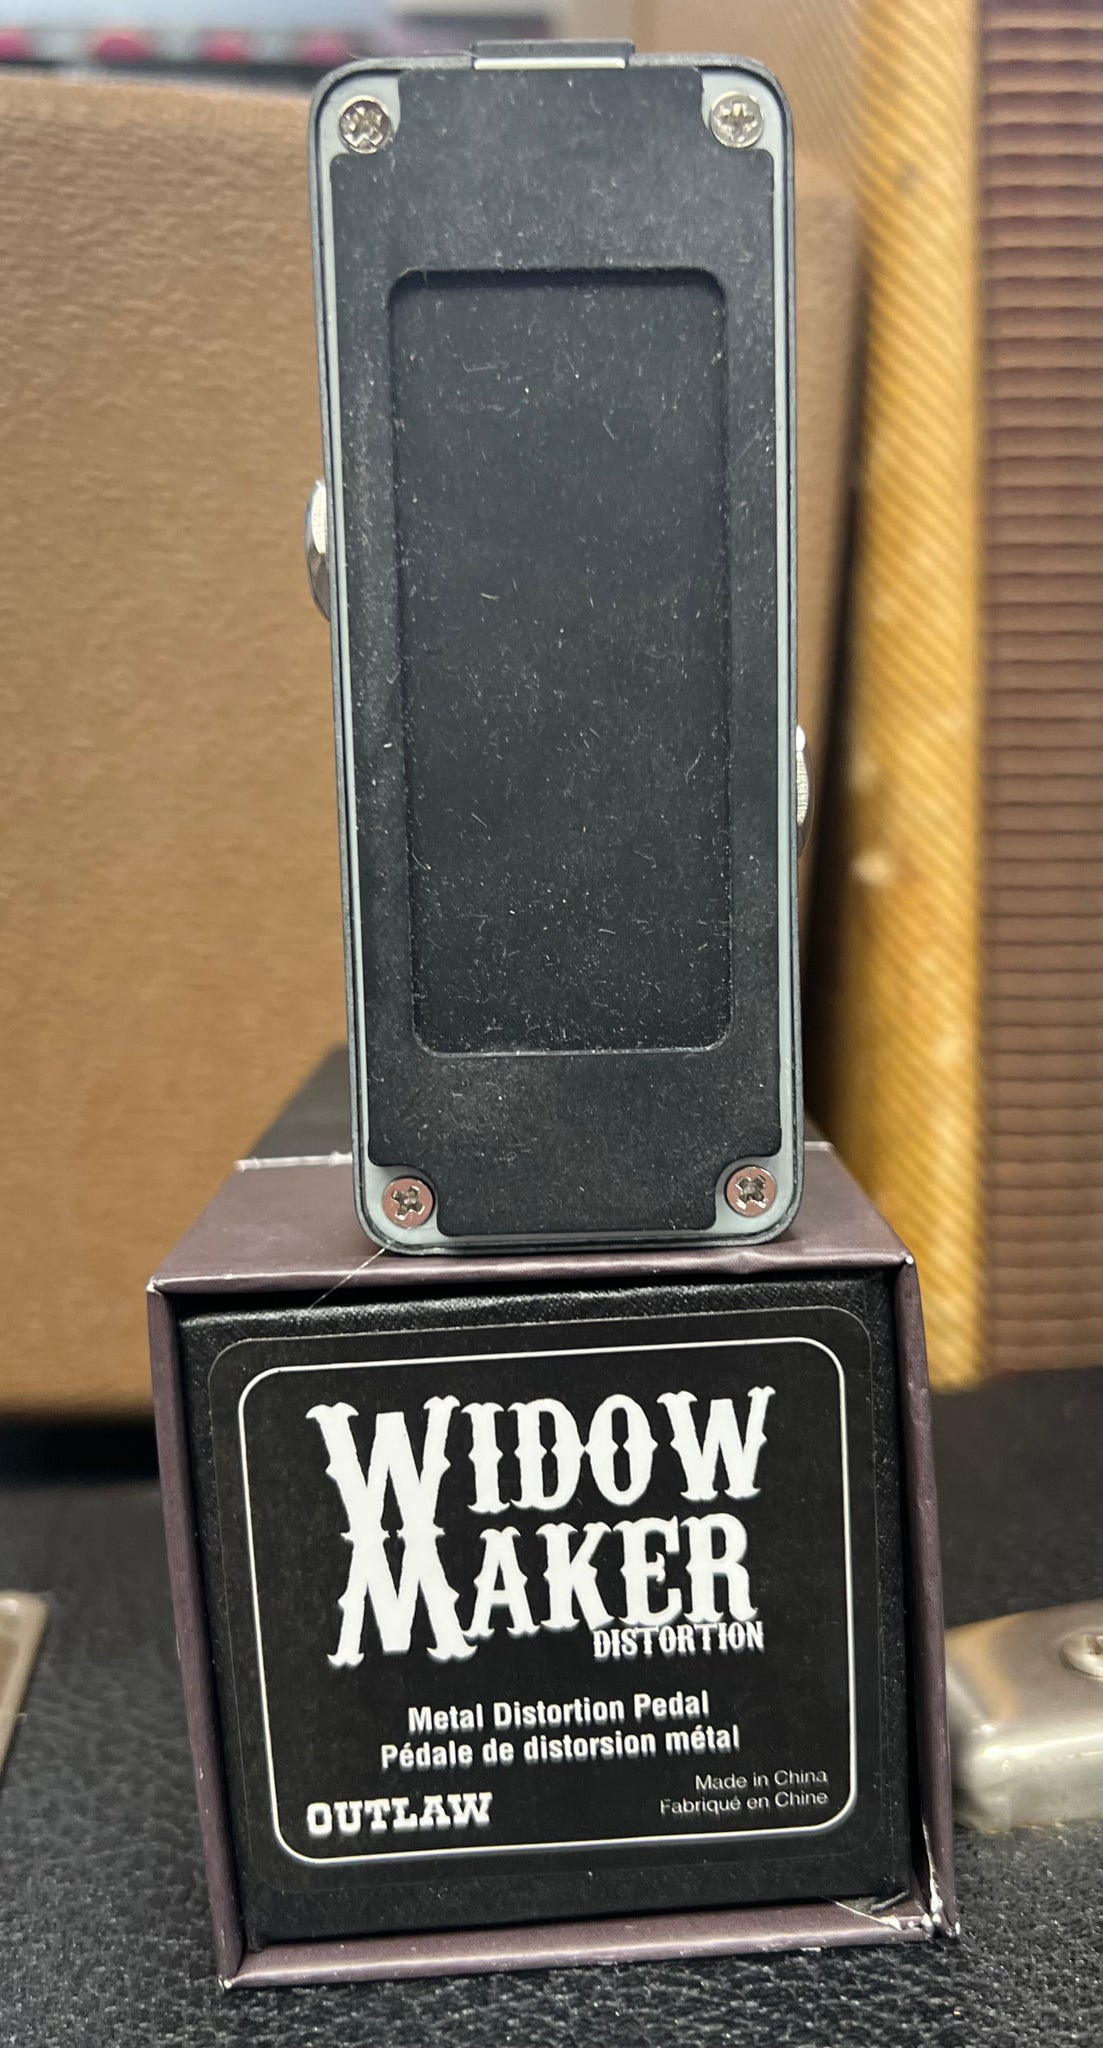 WIDOW
MAKER
DISTORTION
Metal Distortion Pedal
Pédale de distorsion métal
OUTLAW
Made in China
Fabriqué en Chine